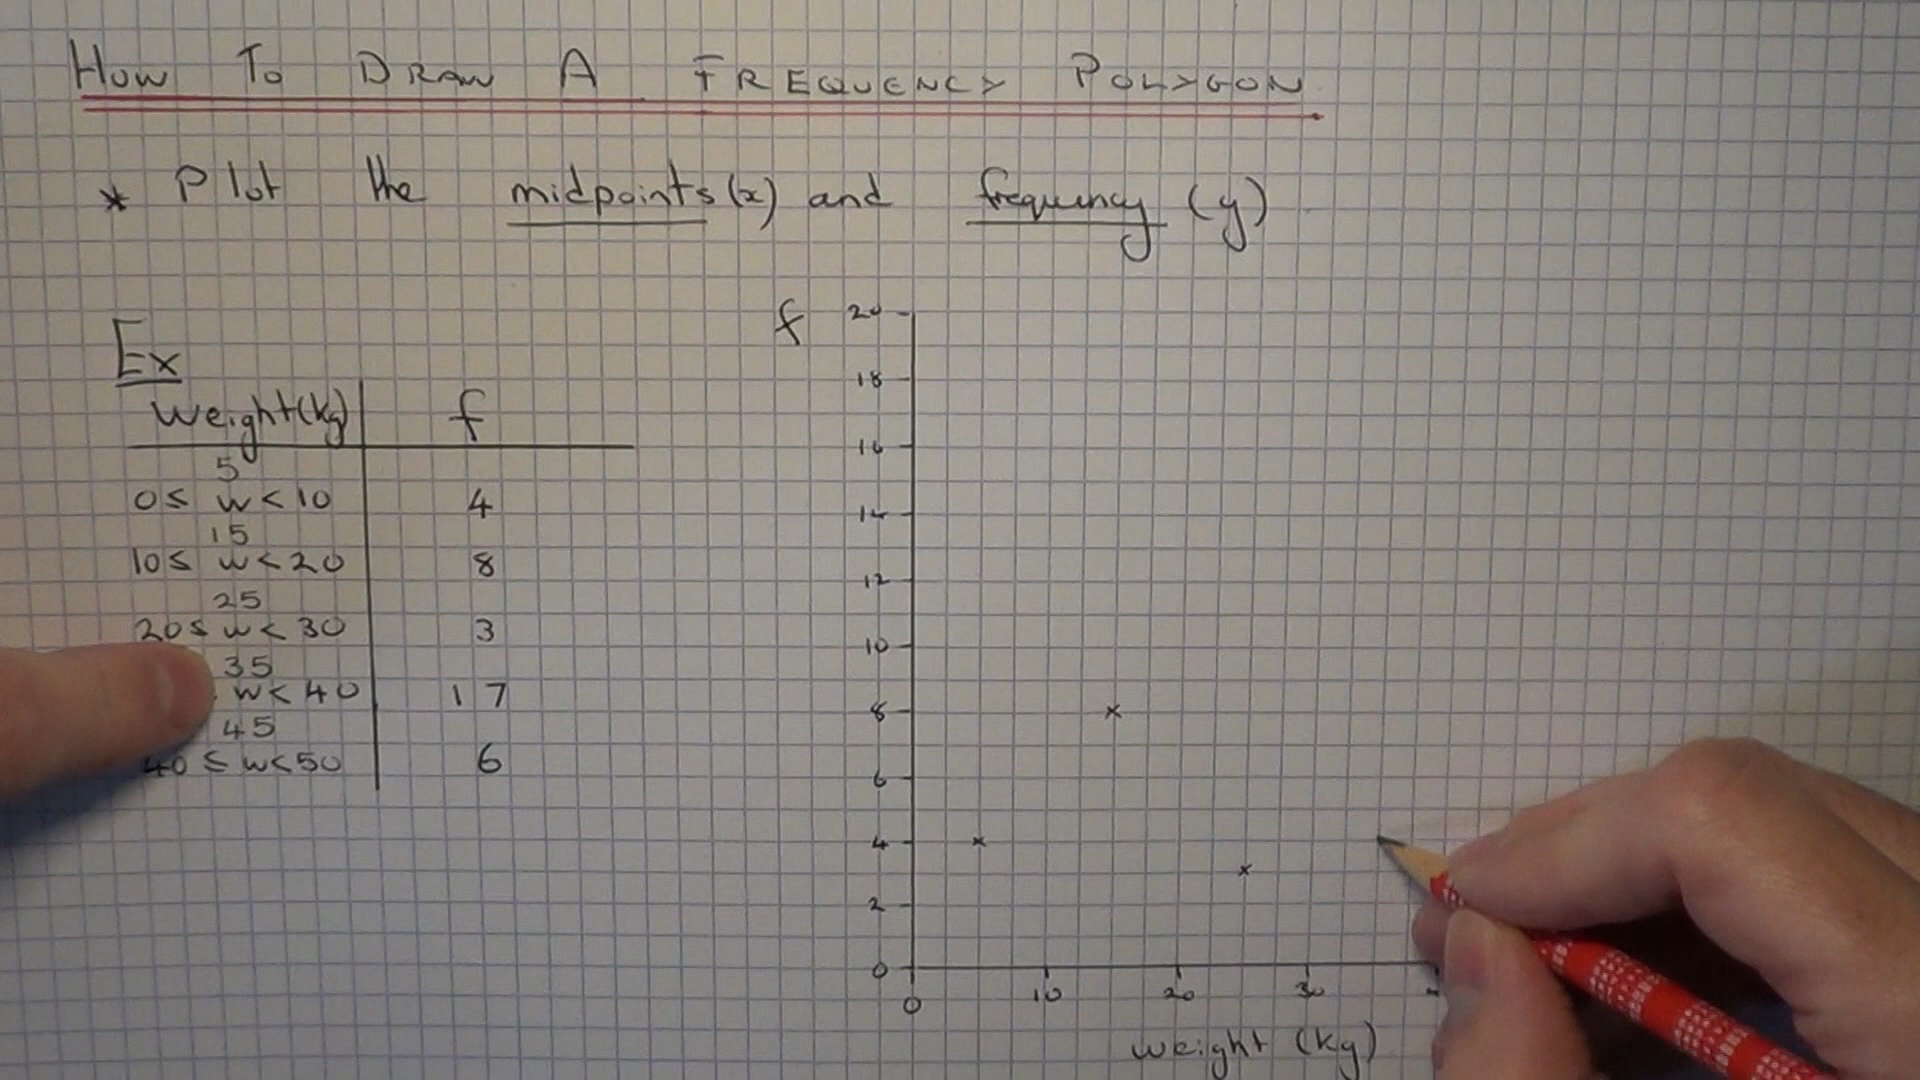 HOW TO DRAW A FREQUENCY POLYGON
* Plot the midpoints (x) and frequency (y)
Ex
Weight(kg) f
5
0≤ w<10 4
15
10≤ w<20 8
25
20≤ w<30 3
35
w<40 17
45
40≤ w<50 6
f
20
18
16
14
12
10
8
6
4
2
0
0 10 20 30
weight (kg)